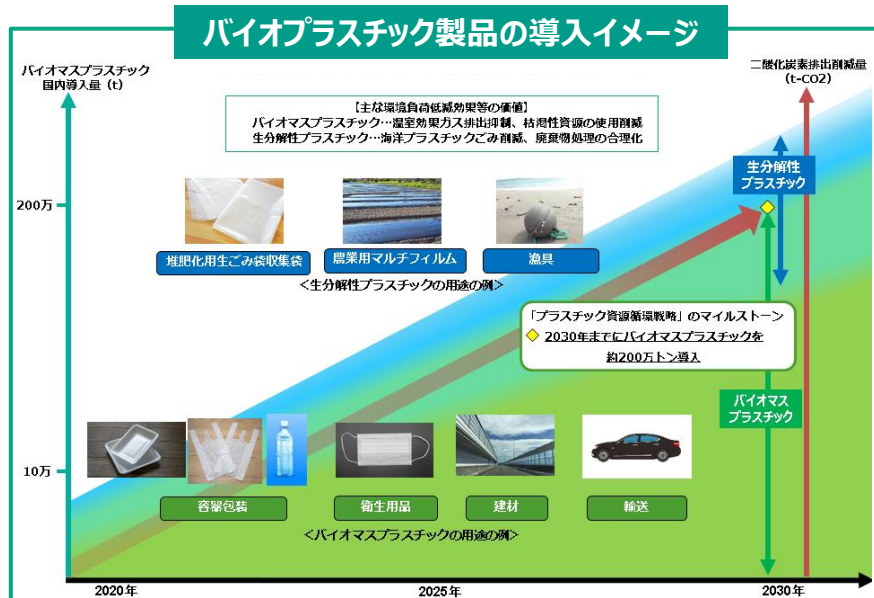 バイオプラスチック製品の導入イメージ
バイオマスプラスチック
国内導入量（t）
二酸化炭素排出削減量
（t-CO2）
【主な環境負荷低減効果等の価値】
バイオマスプラスチック…温室効果ガス排出抑制、枯渇性資源の使用削減
生分解性プラスチック…海洋プラスチックごみ削減、廃棄物処理の合理化
生分解性
プラスチック
200万
堆肥化用生ごみ袋収集袋
農業用マルチフィルム
漁具
＜生分解性プラスチックの用途の例＞
「プラスチック資源循環戦略」のマイルストーン
2030年までにバイオマスプラスチックを
約200万トン導入
バイオマス
プラスチック
10万
容器包装
衛生用品
建材
輸送
＜バイオマスプラスチックの用途の例＞
2020年
2025年
2030年